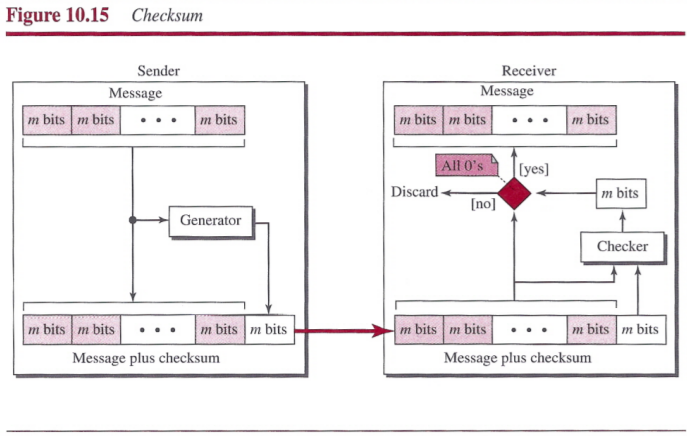 Figure 10.15 Checksum
Sender
Message
m bits m bits • • • m bits
Generator
m bits m bits • • • m bits m bits
Message plus checksum
Receiver
Message
m bits m bits • • • m bits
All 0's
[yes]
Discard
[no]
m bits
Checker
m bits m bits • • • m bits m bits
Message plus checksum